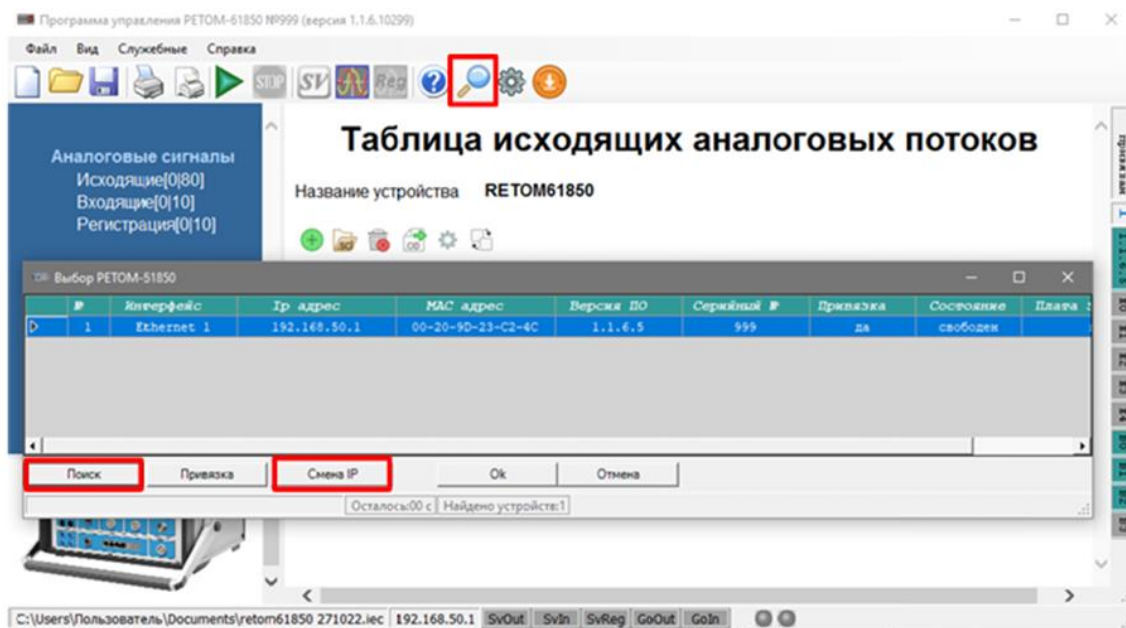 Программа управления РЕТОМ-61850 №999 (версия 1.1.6.10299)
Файл Вид Служебные Справка
STOP SV Reg ?
Аналоговые сигналы
Исходящие[0|80]
Входящие[0|10]
Регистрация[0|10]
Таблица исходящих аналоговых потоков
Название устройства RETOM61850
Выбор РЕТОМ-51850
№ Интерфейс Ip адрес MAC адрес Версия ПО Серийный № Привязка Состояние Плата
1 Ethernet 1 192.168.50.1 00-20-9D-23-C2-4C 1.1.6.5 999 да свободен
Поиск Привязка Смена IP Ok Отмена
Осталось:00 с Найдено устройств:1
C:\Users\Пользователь\Documents\retom61850 271022.iec 192.168.50.1 SvOut SvIn SvReg GoOut GoIn